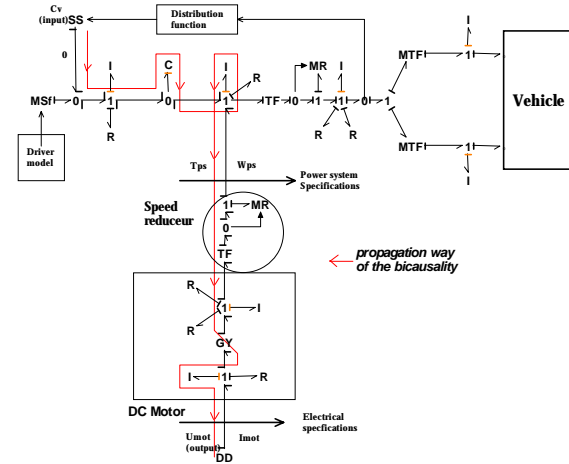 Cv
(input)
SS
Distribution
function
0
I
C
I
R
MR
I
MTF
1
I
MSf
0
1
0
1
TF
0
1
1
0
1
Vehicle
R
R
R
Driver
model
MTF
1
I
Tps
Wps
Power system
Specifications
Speed
reduceur
1
MR
0
TF
propagation way
of the bicausality
R
R
1
I
GY
I
1
R
DC Motor
Electrical
specfications
Umot
(output)
Imot
DD